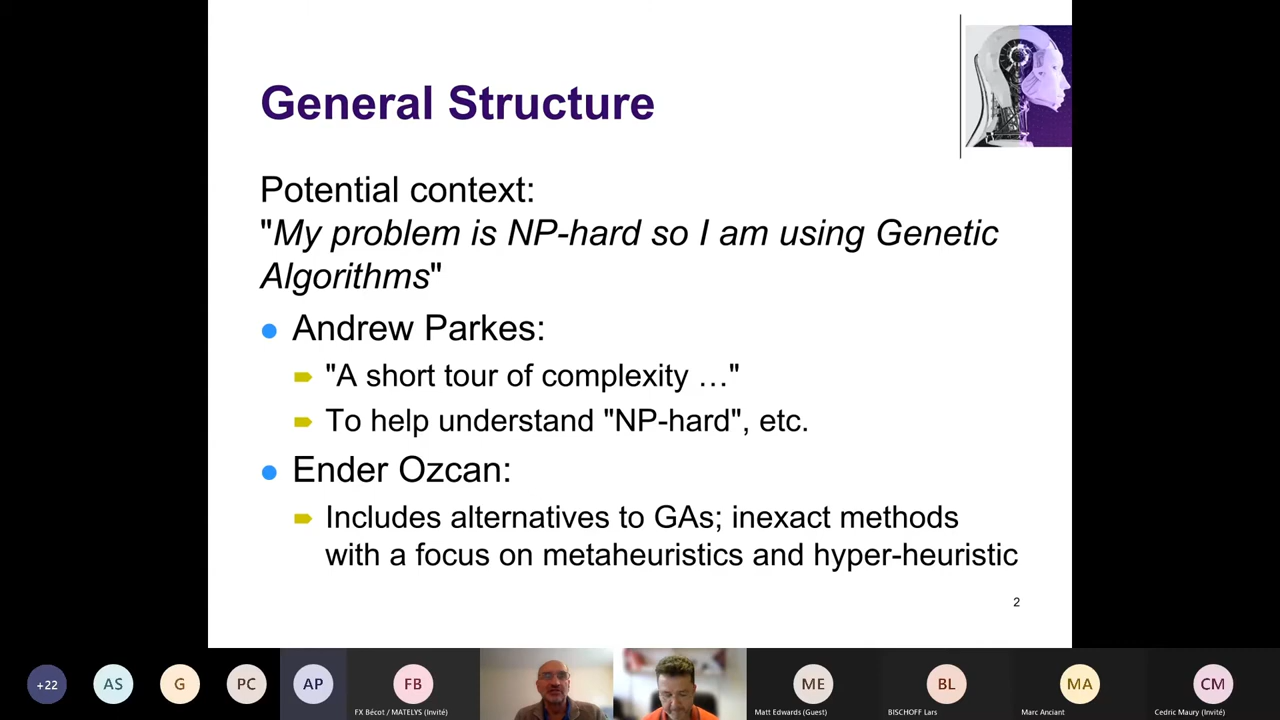 General Structure
Potential context:
"My problem is NP-hard so I am using Genetic
Algorithms"
Andrew Parkes:
"A short tour of complexity …"
To help understand "NP-hard", etc.
Ender Ozcan:
Includes alternatives to GAs; inexact methods
with a focus on metaheuristics and hyper-heuristic
2
+22
AS
G
PC
AP
FB
FX Bécot / MATELYS (Invité)
ME
Matt Edwards (Guest)
BL
BISCHOFF Lars
MA
Marc Anciant
CM
Cedric Maury (Invité)